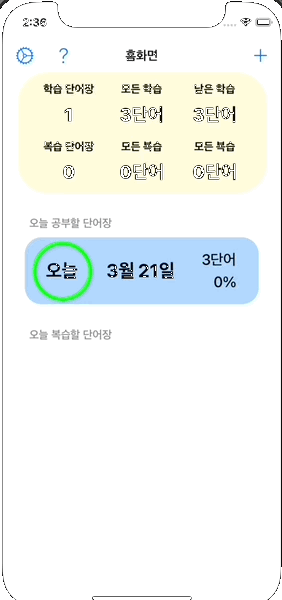 2:36
?
홈화면
+
학습 단어장 모든 학습 남은 학습
1 3단어 3단어
복습 단어장 모든 복습 모든 복습
0 0단어 0단어
오늘 공부할 단어장
오늘 3월 21일 3단어
0%
오늘 복습할 단어장